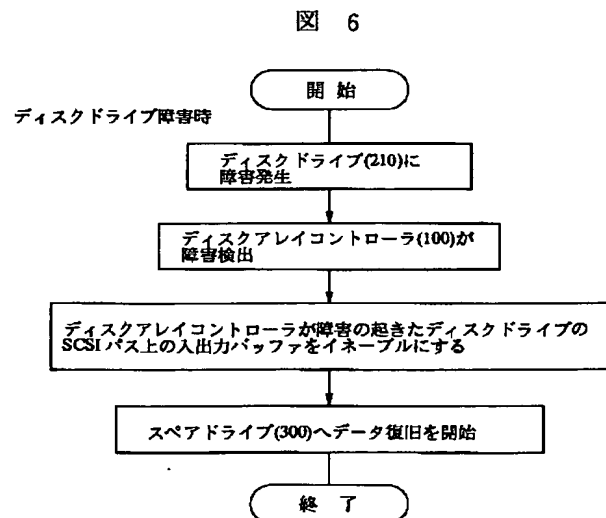 図 6
開 始
ディスクドライブ障害時
ディスクドライブ(210)に
障害発生
ディスクアレイコントローラ(100)が
障害検出
ディスクアレイコントローラが障害の起きたディスクドライブの
SCSI バス上の入出力バッファをイネーブルにする
スペアドライブ(300)へデータ復旧を開始
終 了